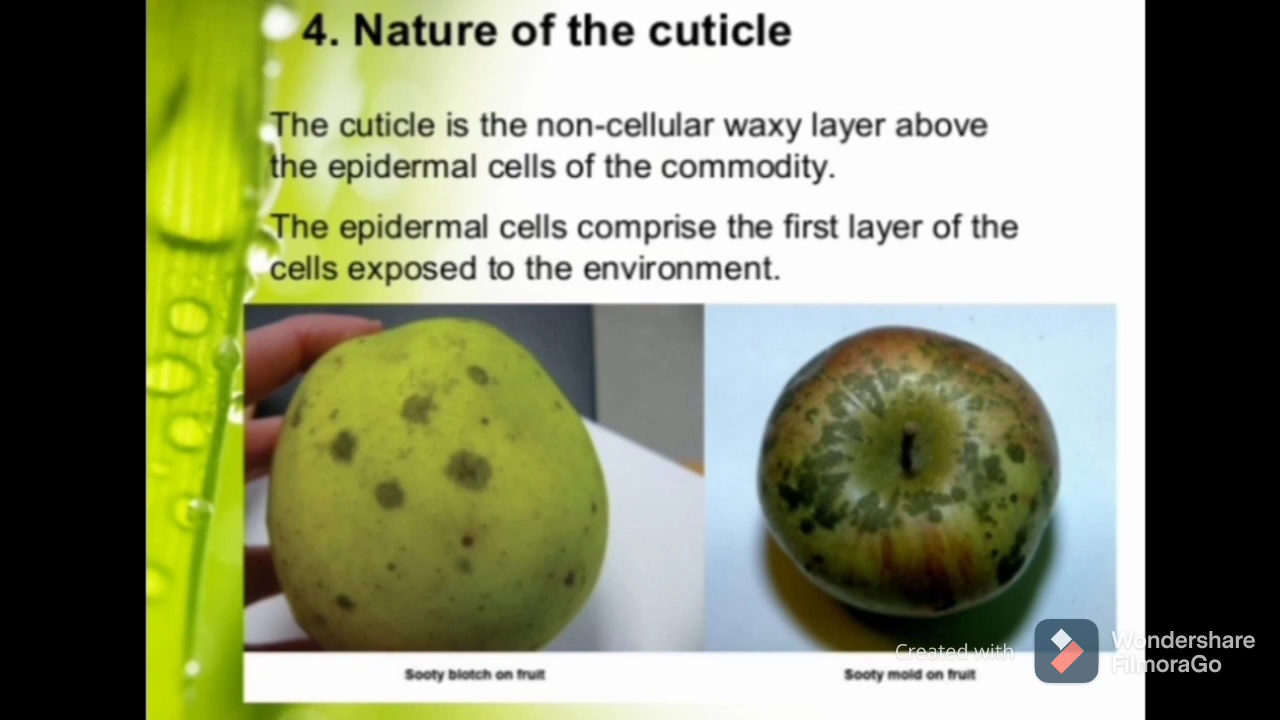 4. Nature of the cuticle
The cuticle is the non-cellular waxy layer above
the epidermal cells of the commodity.
The epidermal cells comprise the first layer of the
cells exposed to the environment.
Sooty blotch on fruit
Sooty mold on fruit
Created with
Wondershare
FilmoraGo